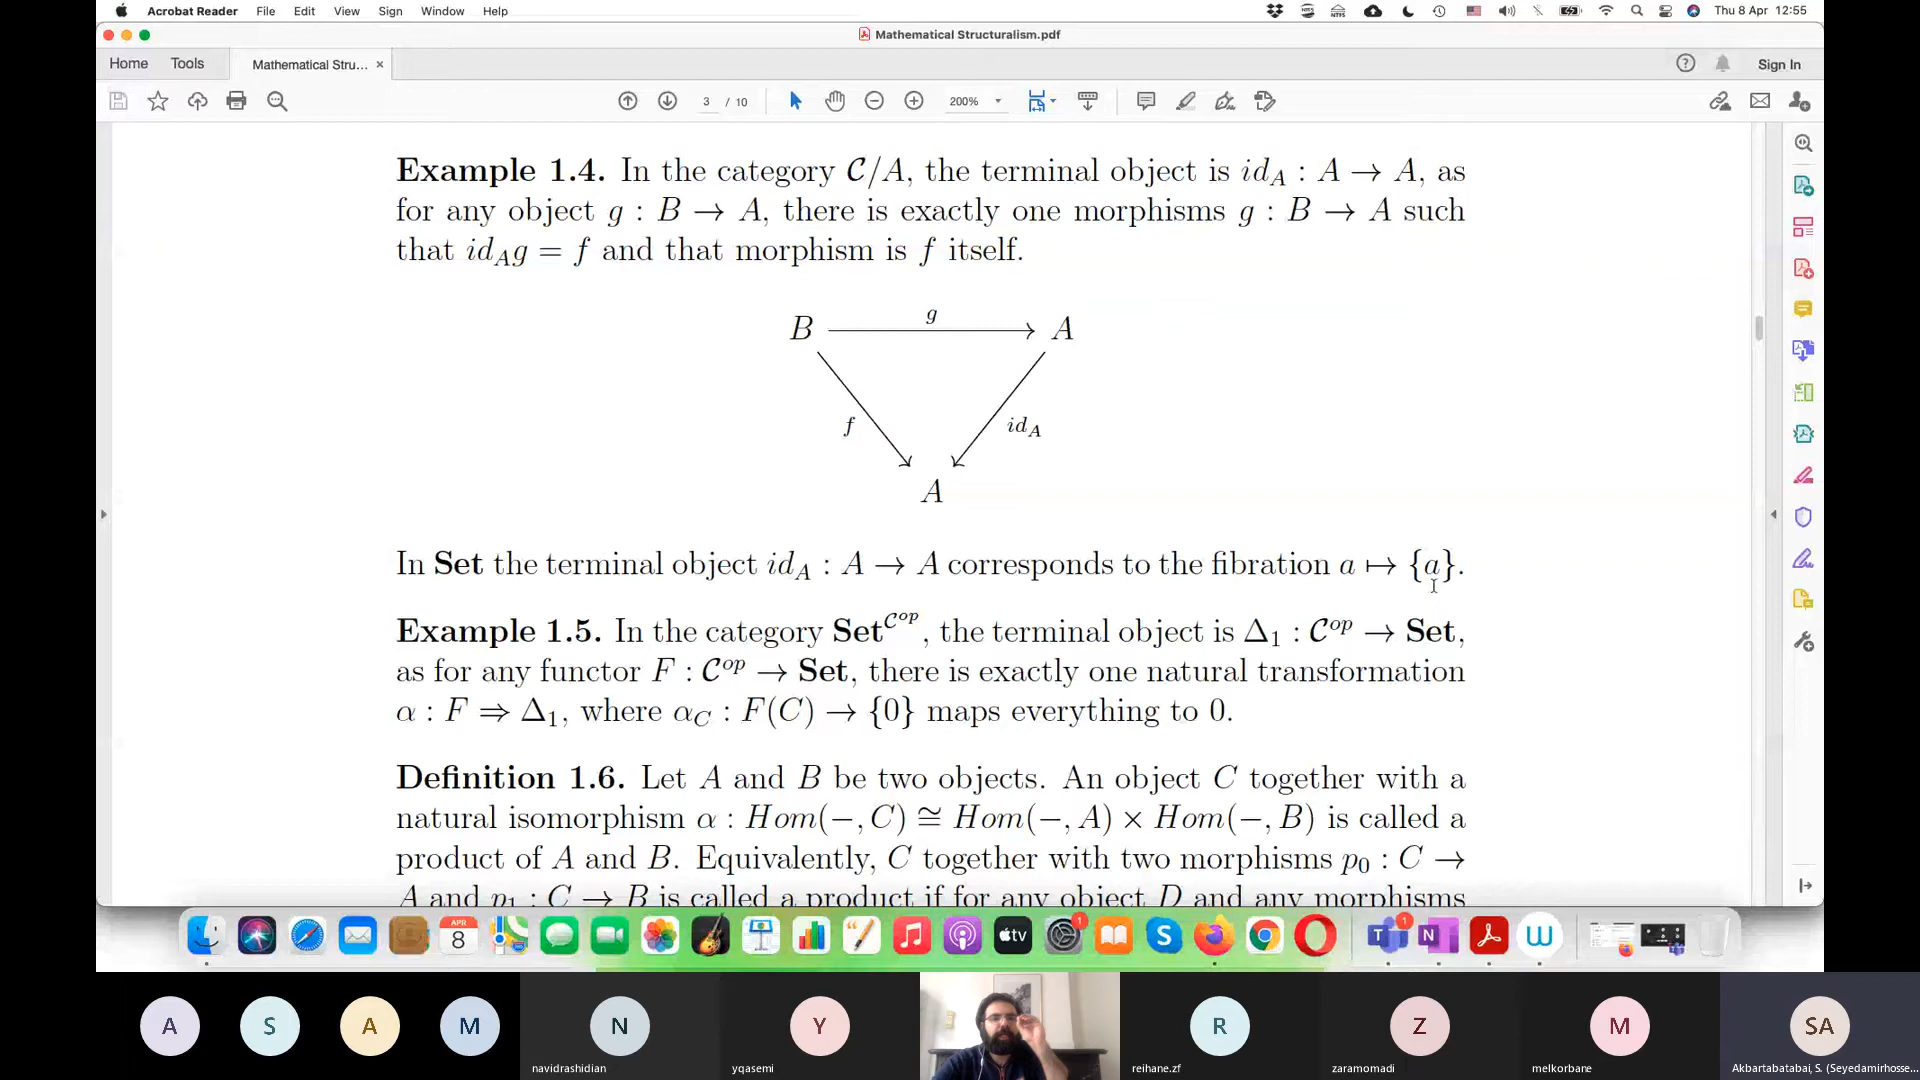 Acrobat Reader File Edit View Sign Window Help Thu 8 Apr 12:55
Mathematical Structuralism.pdf
Home Tools Mathematical Stru... × Sign In
3 / 10 200%
Example 1.4. In the category C/A, the terminal object is id_A : A → A, as
for any object g : B → A, there is exactly one morphisms g : B → A such
that id_A g = f and that morphism is f itself.
g
B A
f id_A
A
In Set the terminal object id_A : A → A corresponds to the fibration a ↦ {a}.
Example 1.5. In the category Set^{C^{op}}, the terminal object is Δ_1 : C^{op} → Set,
as for any functor F : C^{op} → Set, there is exactly one natural transformation
α : F ⇒ Δ_1, where α_C : F(C) → {0} maps everything to 0.
Definition 1.6. Let A and B be two objects. An object C together with a
natural isomorphism α : Hom(−, C) ≅ Hom(−, A) × Hom(−, B) is called a
product of A and B. Equivalently, C together with two morphisms p_0 : C →
A and p_1 : C → B is called a product if for any object D and any morphisms
APR
8
tv
1
1
A S A M N Y R Z M SA
navidrashidian yqasemi reihane.zf zaramomadi melkorbane Akbartabatabai, S. (Seyedamirhosse...